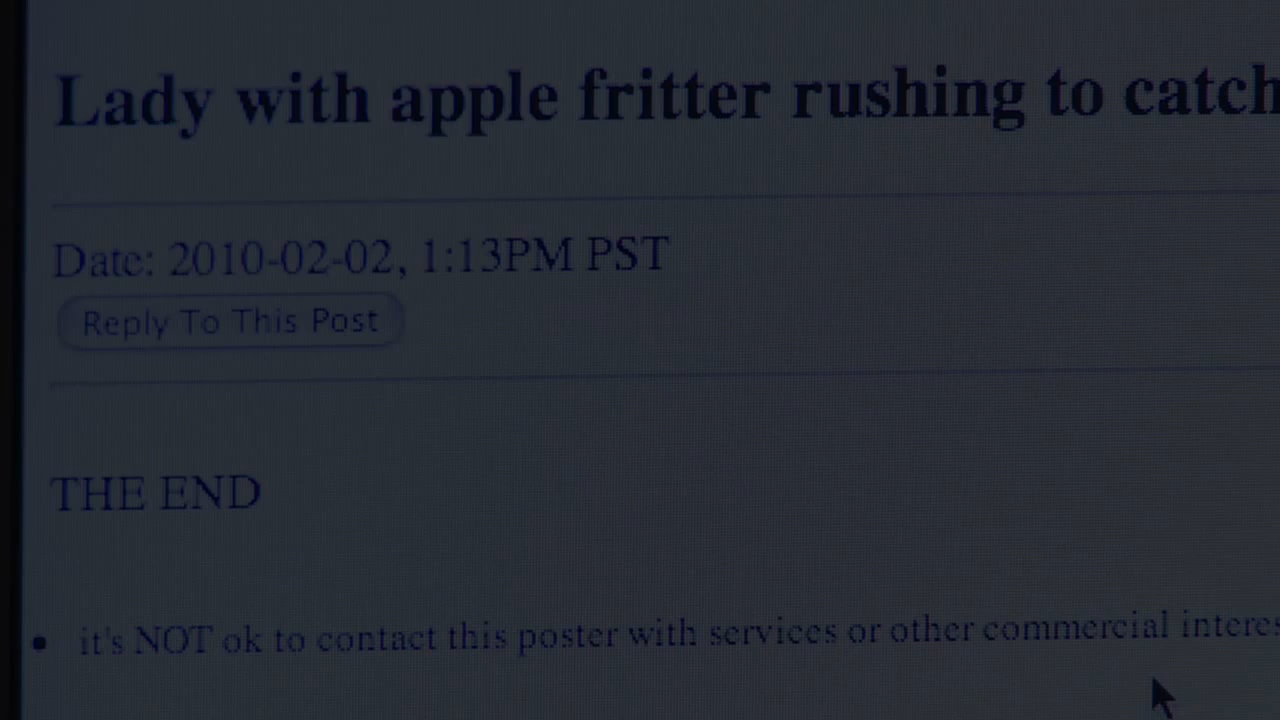 Lady with apple fritter rushing to catch
Date: 2010-02-02, 1:13PM PST
Reply To This Post
THE END
it's NOT ok to contact this poster with services or other commercial